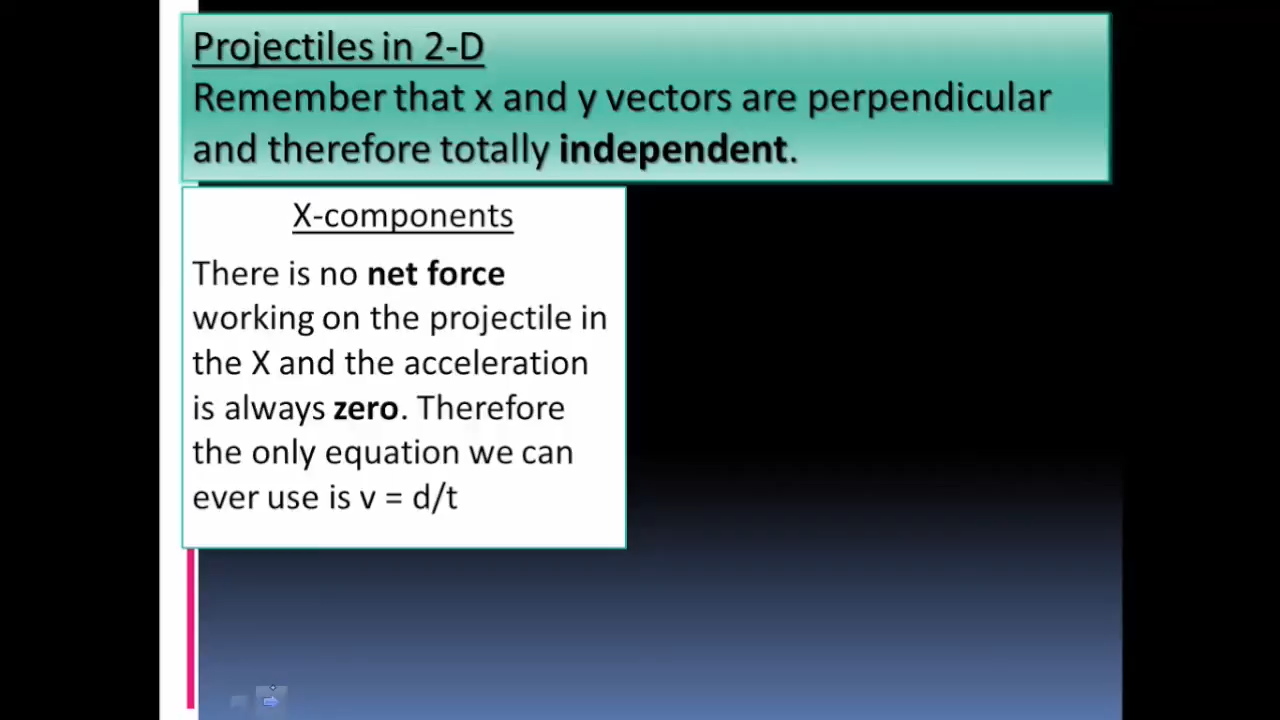 Projectiles in 2-D
Remember that x and y vectors are perpendicular
and therefore totally independent.
X-components
There is no net force
working on the projectile in
the X and the acceleration
is always zero. Therefore
the only equation we can
ever use is v = d/t